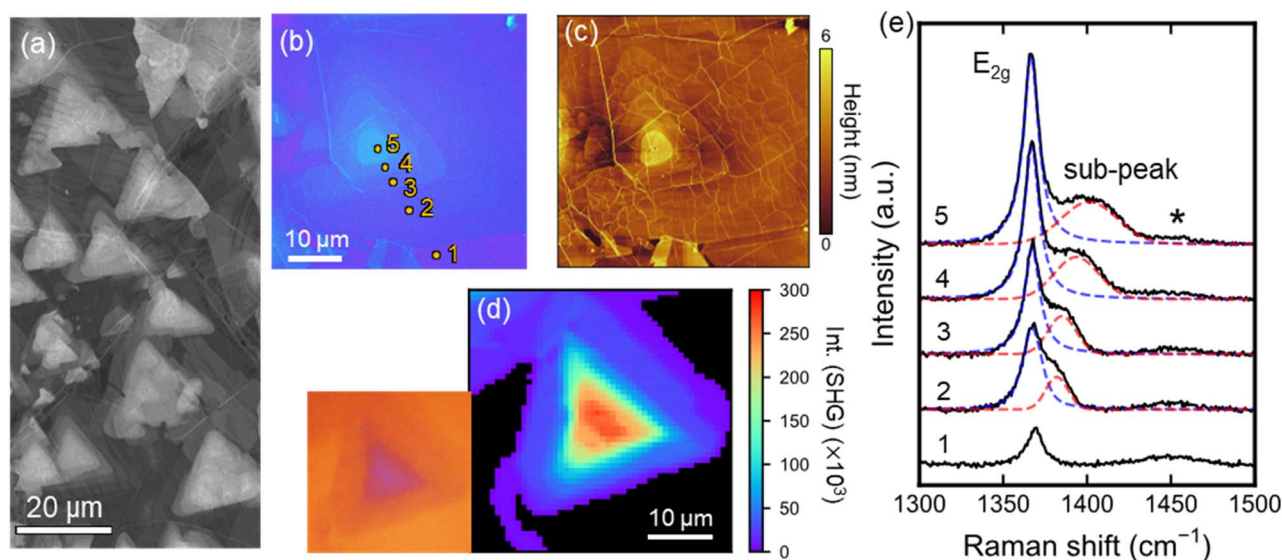 (a)
20 μm
(b)
5
4
3
2
1
10 μm
(c)
6
0
Height (nm)
(d)
10 μm
300
250
200
150
100
50
0
Int. (SHG) (×10³)
(e)
E₂g
sub-peak
*
5
4
3
2
1
Intensity (a.u.)
1300 1350 1400 1450 1500
Raman shift (cm⁻¹)